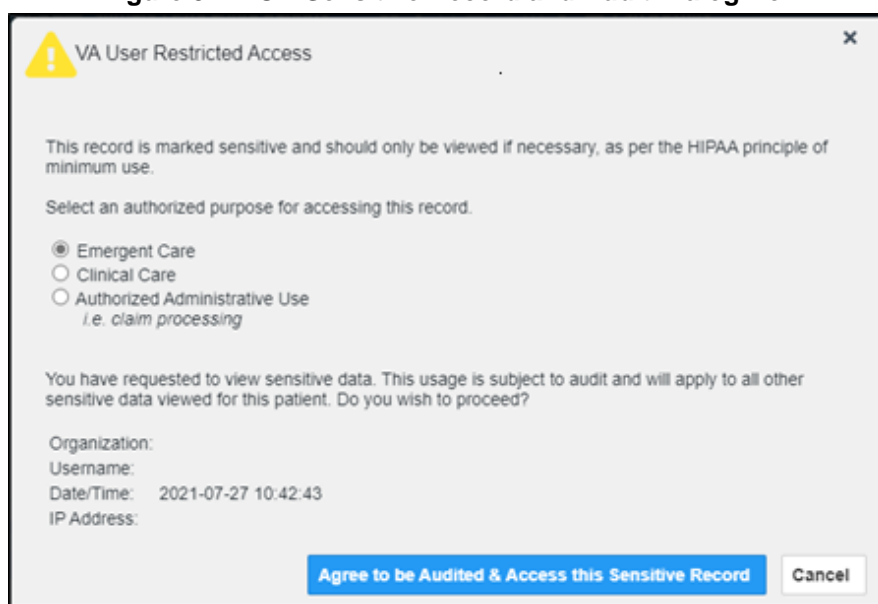 VA User Restricted Access
This record is marked sensitive and should only be viewed if necessary, as per the HIPAA principle of
minimum use.
Select an authorized purpose for accessing this record.
Emergent Care
Clinical Care
Authorized Administrative Use
i.e. claim processing
You have requested to view sensitive data. This usage is subject to audit and will apply to all other
sensitive data viewed for this patient. Do you wish to proceed?
Organization:
Username:
Date/Time: 2021-07-27 10:42:43
IP Address:
Agree to be Audited & Access this Sensitive Record Cancel